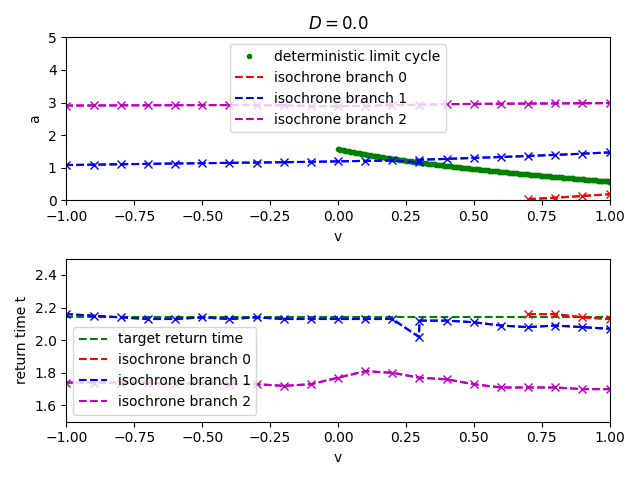 D = 0.0
5
4
3
2
1
0
a
deterministic limit cycle
isochrone branch 0
isochrone branch 1
isochrone branch 2
−1.00 −0.75 −0.50 −0.25 0.00 0.25 0.50 0.75 1.00
v
2.4
2.2
2.0
1.8
1.6
return time t
target return time
isochrone branch 0
isochrone branch 1
isochrone branch 2
−1.00 −0.75 −0.50 −0.25 0.00 0.25 0.50 0.75 1.00
v